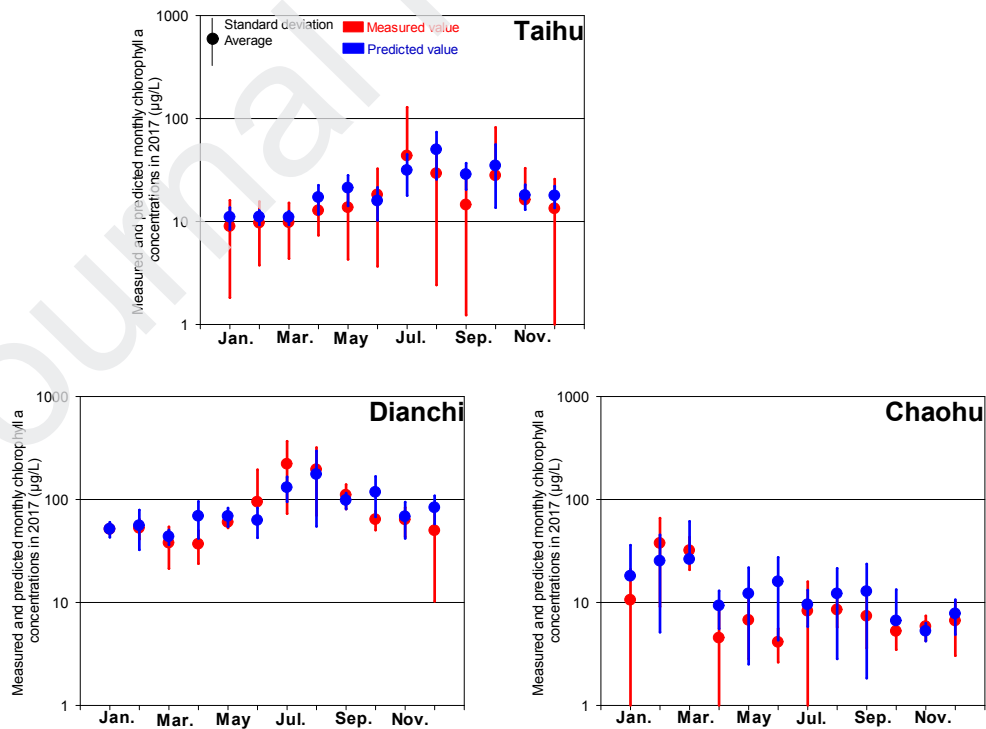 1000
100
10
1
Measured and predicted monthly chlorophyll a
concentrations in 2017 (µg/L)
Standard deviation
Average
Measured value
Predicted value
Taihu
Jan. Mar. May Jul. Sep. Nov.
1000
100
10
1
Measured and predicted monthly chlorophyll a
concentrations in 2017 (µg/L)
Dianchi
Jan. Mar. May Jul. Sep. Nov.
1000
100
10
1
Measured and predicted monthly chlorophyll a
concentrations in 2017 (µg/L)
Chaohu
Jan. Mar. May Jul. Sep. Nov.
ournal